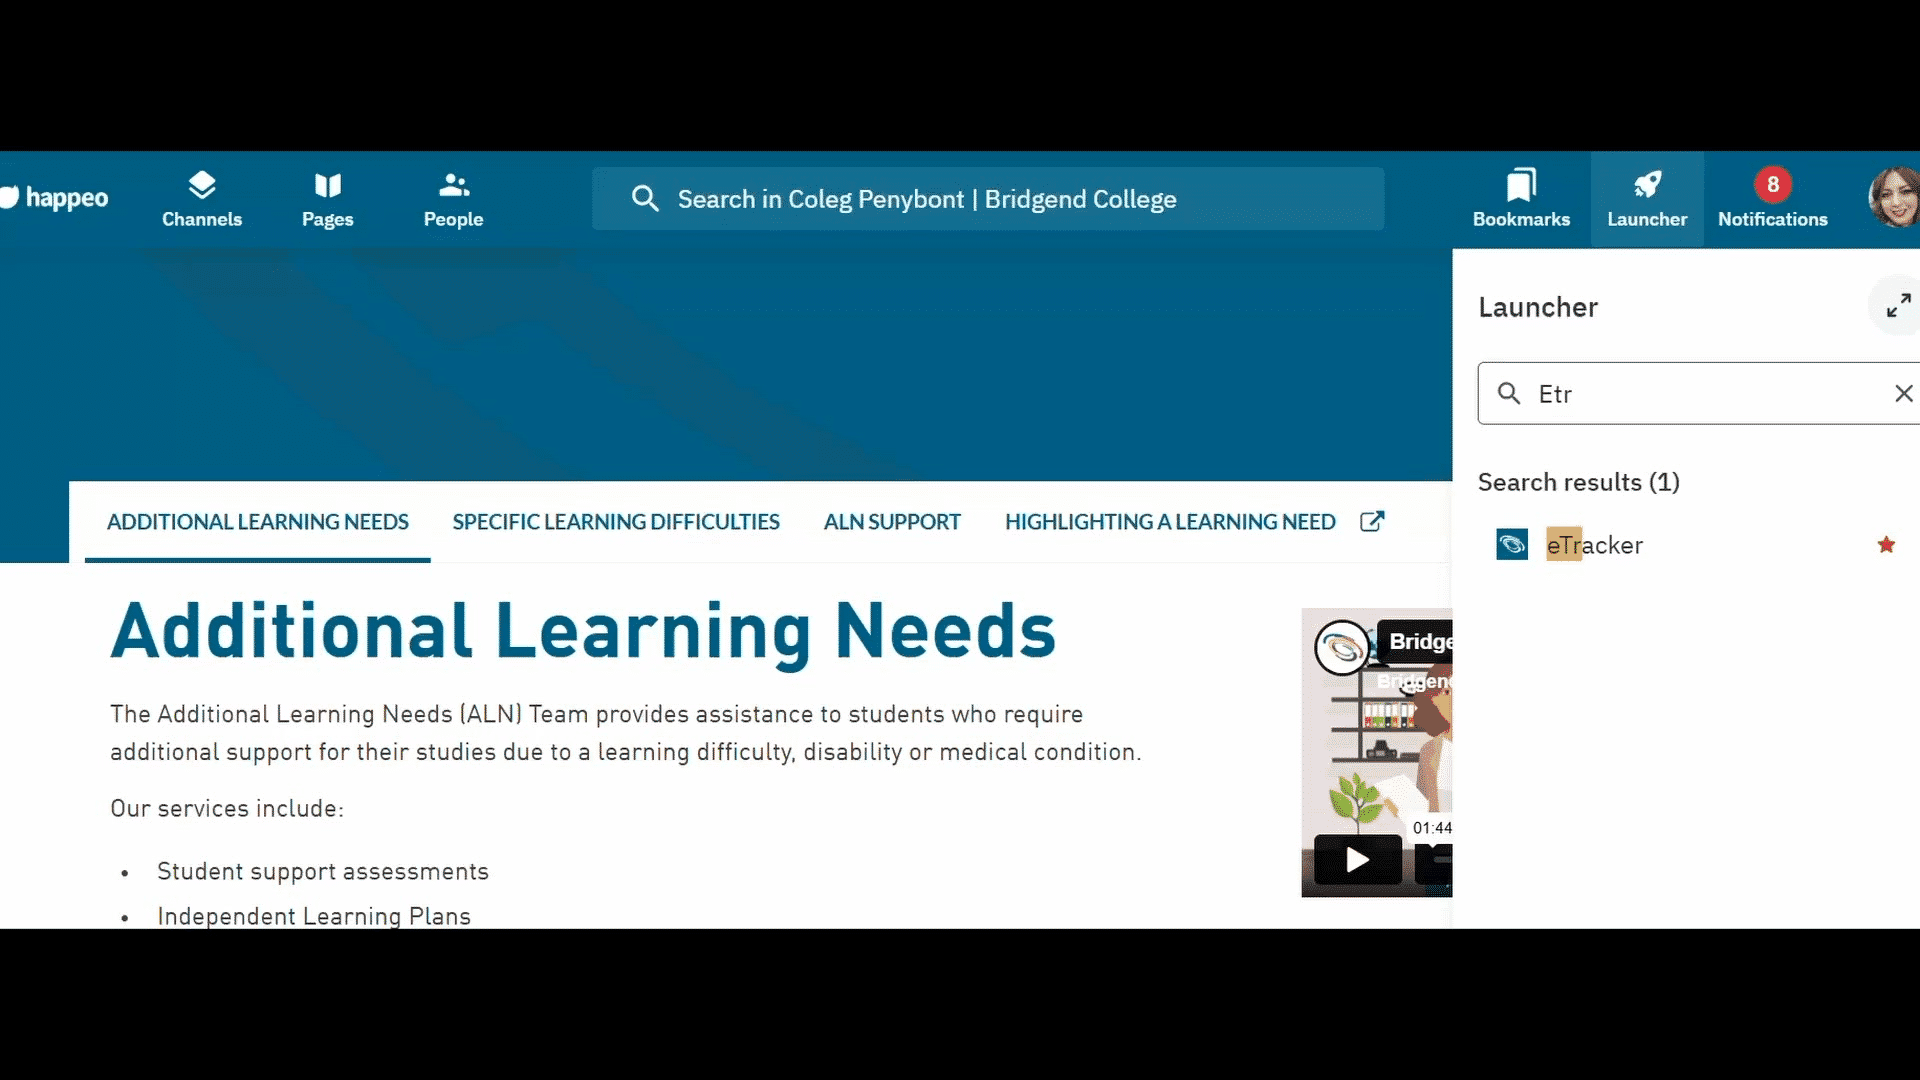 happeo
Channels
Pages
People
Search in Coleg Penybont | Bridgend College
Bookmarks
Launcher
8
Notifications
Launcher
Etr
Search results (1)
eTracker
ADDITIONAL LEARNING NEEDS
SPECIFIC LEARNING DIFFICULTIES
ALN SUPPORT
HIGHLIGHTING A LEARNING NEED
Additional Learning Needs
The Additional Learning Needs (ALN) Team provides assistance to students who require
additional support for their studies due to a learning difficulty, disability or medical condition.
Our services include:
• Student support assessments
• Independent Learning Plans
Bridge
Bridgen
01:44